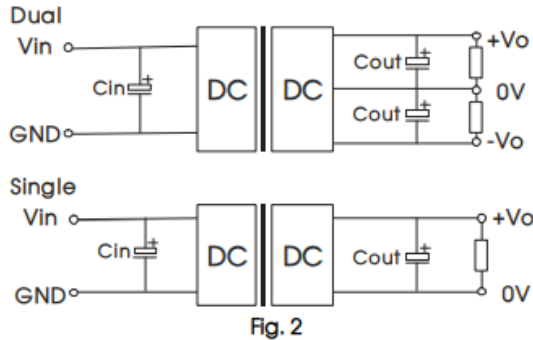 Dual
Vin
+Vo
Cin
+
DC
DC
Cout
+
0V
Cout
+
GND
-Vo
Single
Vin
+Vo
Cin
+
DC
DC
Cout
+
GND
0V
Fig. 2